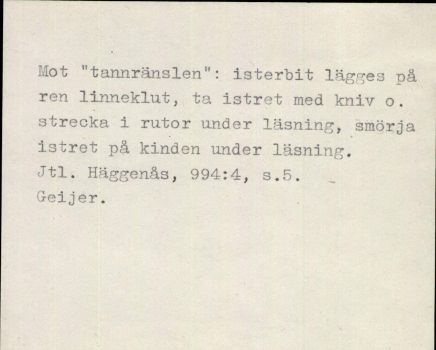 Mot "tannränslen": isterbit lägges på
ren linneklut, ta istret med kniv o.
strecka i rutor under läsning, smörja
istret på kinden under läsning.
Jtl. Häggenås, 994:4, s.5.
Geijer.